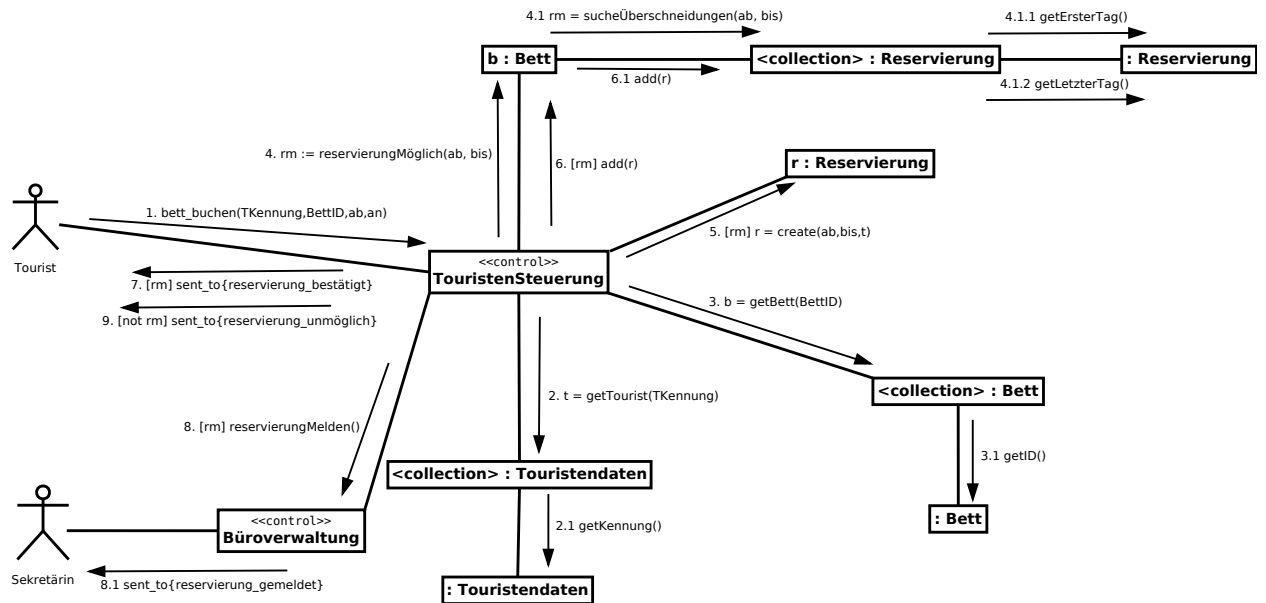 4.1 rm = sucheÜberschneidungen(ab, bis)
4.1.1 getErsterTag()
b : Bett
<collection> : Reservierung
: Reservierung
6.1 add(r)
4.1.2 getLetzterTag()
4. rm := reservierungMöglich(ab, bis)
6. [rm] add(r)
r : Reservierung
1. bett_buchen(TKennung,BettID,ab,an)
5. [rm] r = create(ab,bis,t)
Tourist
<<control>>
TouristenSteuerung
7. [rm] sent_to{reservierung_bestätigt}
3. b = getBett(BettID)
9. [not rm] sent_to{reservierung_unmöglich}
<collection> : Bett
2. t = getTourist(TKennung)
8. [rm] reservierungMelden()
3.1 getID()
<collection> : Touristendaten
<<control>>
Büroverwaltung
2.1 getKennung()
: Bett
Sekretärin
8.1 sent_to{reservierung_gemeldet}
: Touristendaten